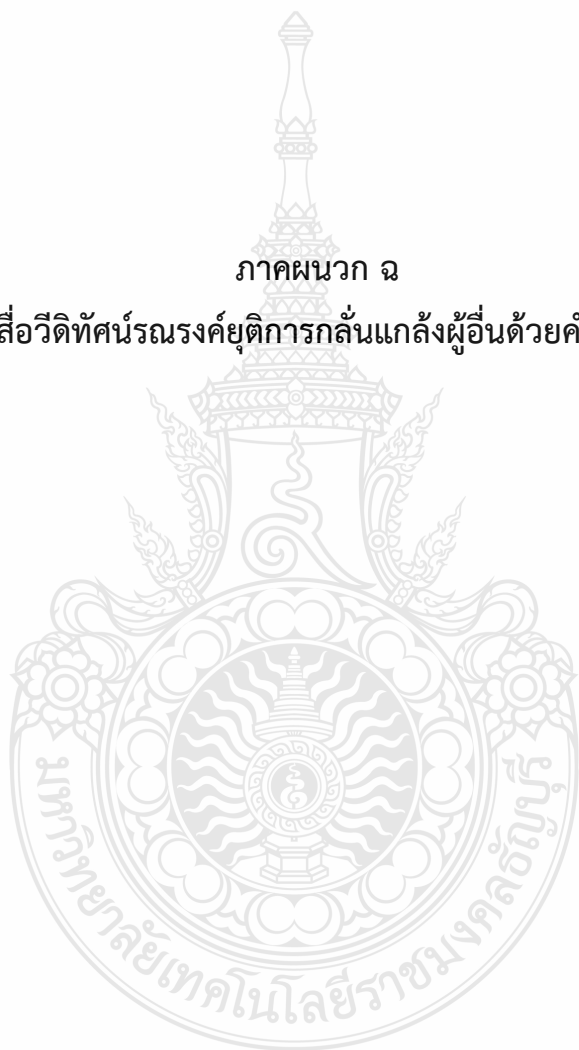 ภาคผนวก ฉ
สื่อวีดิทัศน์รณรงค์ยุติการกลั่นแกล้งผู้อื่นด้วย
มหาวิทยาลัยเทคโนโลยีราชมงคลธัญบุรี